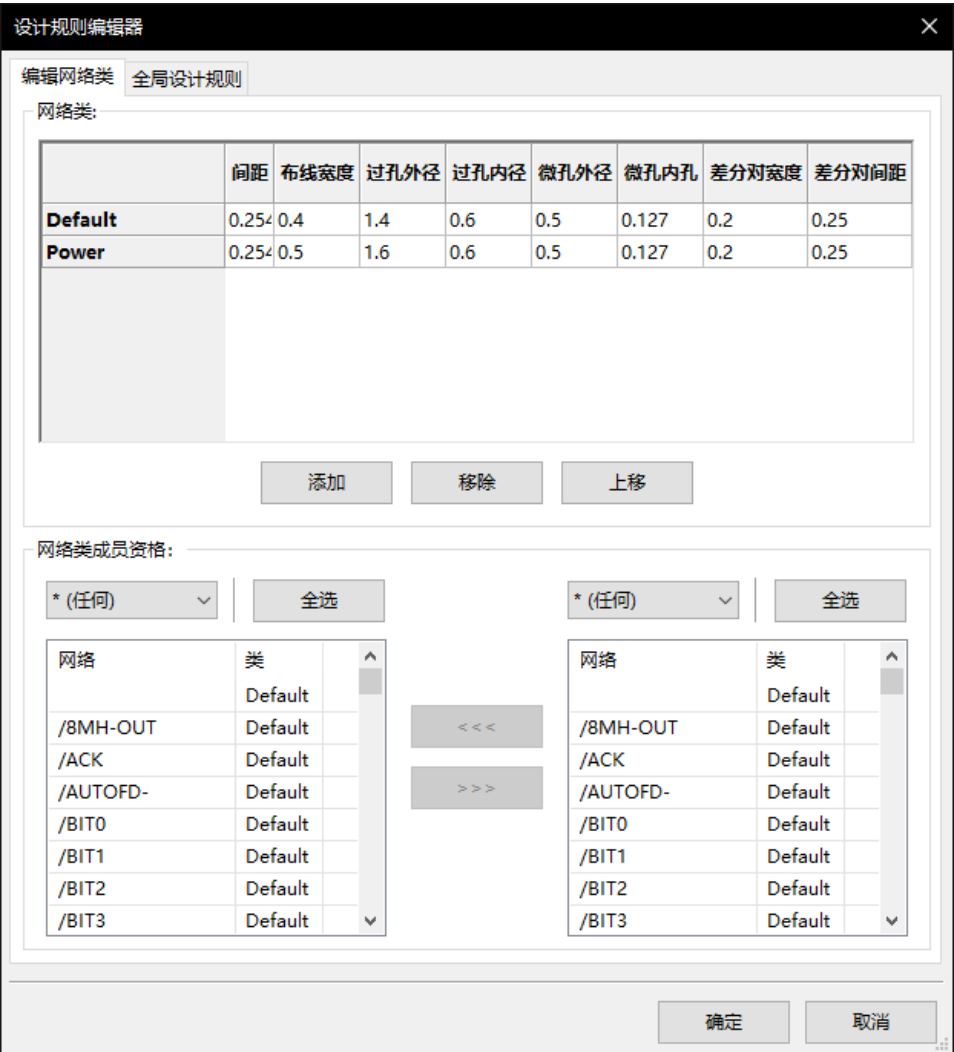 设计规则编辑器
编辑网络类 全局设计规则
网络类:
间距 布线宽度 过孔外径 过孔内径 微孔外径 微孔内孔 差分对宽度 差分对间距
Default 0.254 0.4 1.4 0.6 0.5 0.127 0.2 0.25
Power 0.254 0.5 1.6 0.6 0.5 0.127 0.2 0.25
添加 移除 上移
网络类成员资格:
* (任何) 全选 * (任何) 全选
网络 类 网络 类
Default Default
/8MH-OUT Default <<< /8MH-OUT Default
/ACK Default /ACK Default
/AUTOFD- Default >>> /AUTOFD- Default
/BIT0 Default /BIT0 Default
/BIT1 Default /BIT1 Default
/BIT2 Default /BIT2 Default
/BIT3 Default /BIT3 Default
确定 取消